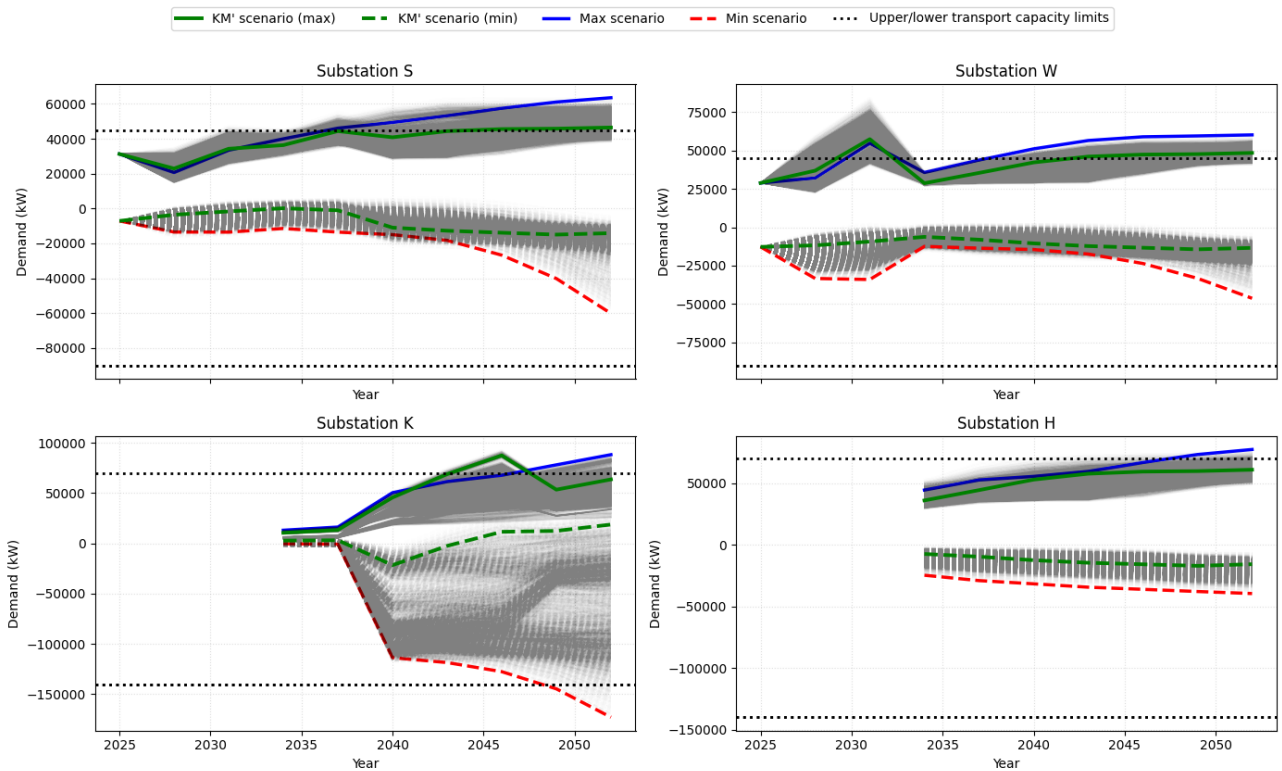 KM' scenario (max) KM' scenario (min) Max scenario Min scenario Upper/lower transport capacity limits
Substation S
60000
40000
20000
0
−20000
−40000
−60000
−80000
Demand (kW)
Year
Substation W
75000
50000
25000
0
−25000
−50000
−75000
Demand (kW)
Year
Substation K
100000
50000
0
−50000
−100000
−150000
Demand (kW)
2025 2030 2035 2040 2045 2050
Year
Substation H
50000
0
−50000
−100000
−150000
Demand (kW)
2025 2030 2035 2040 2045 2050
Year